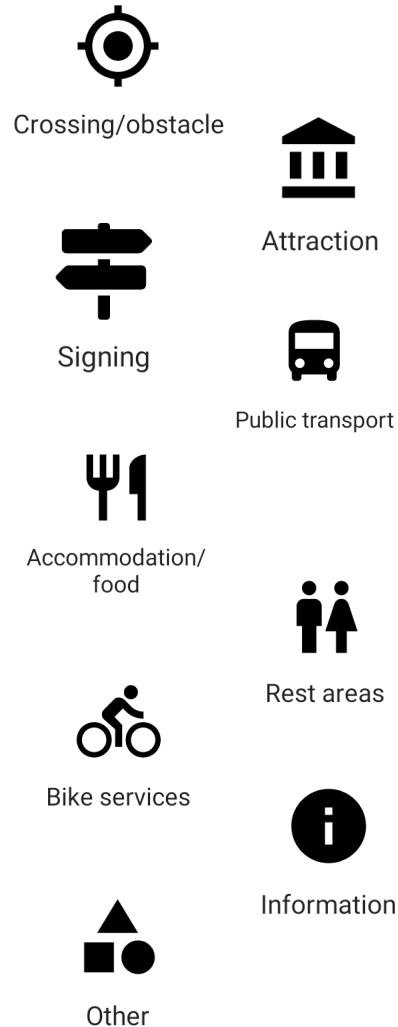 Crossing/obstacle
Attraction
Signing
Public transport
Accommodation/
food
Rest areas
Bike services
Information
Other